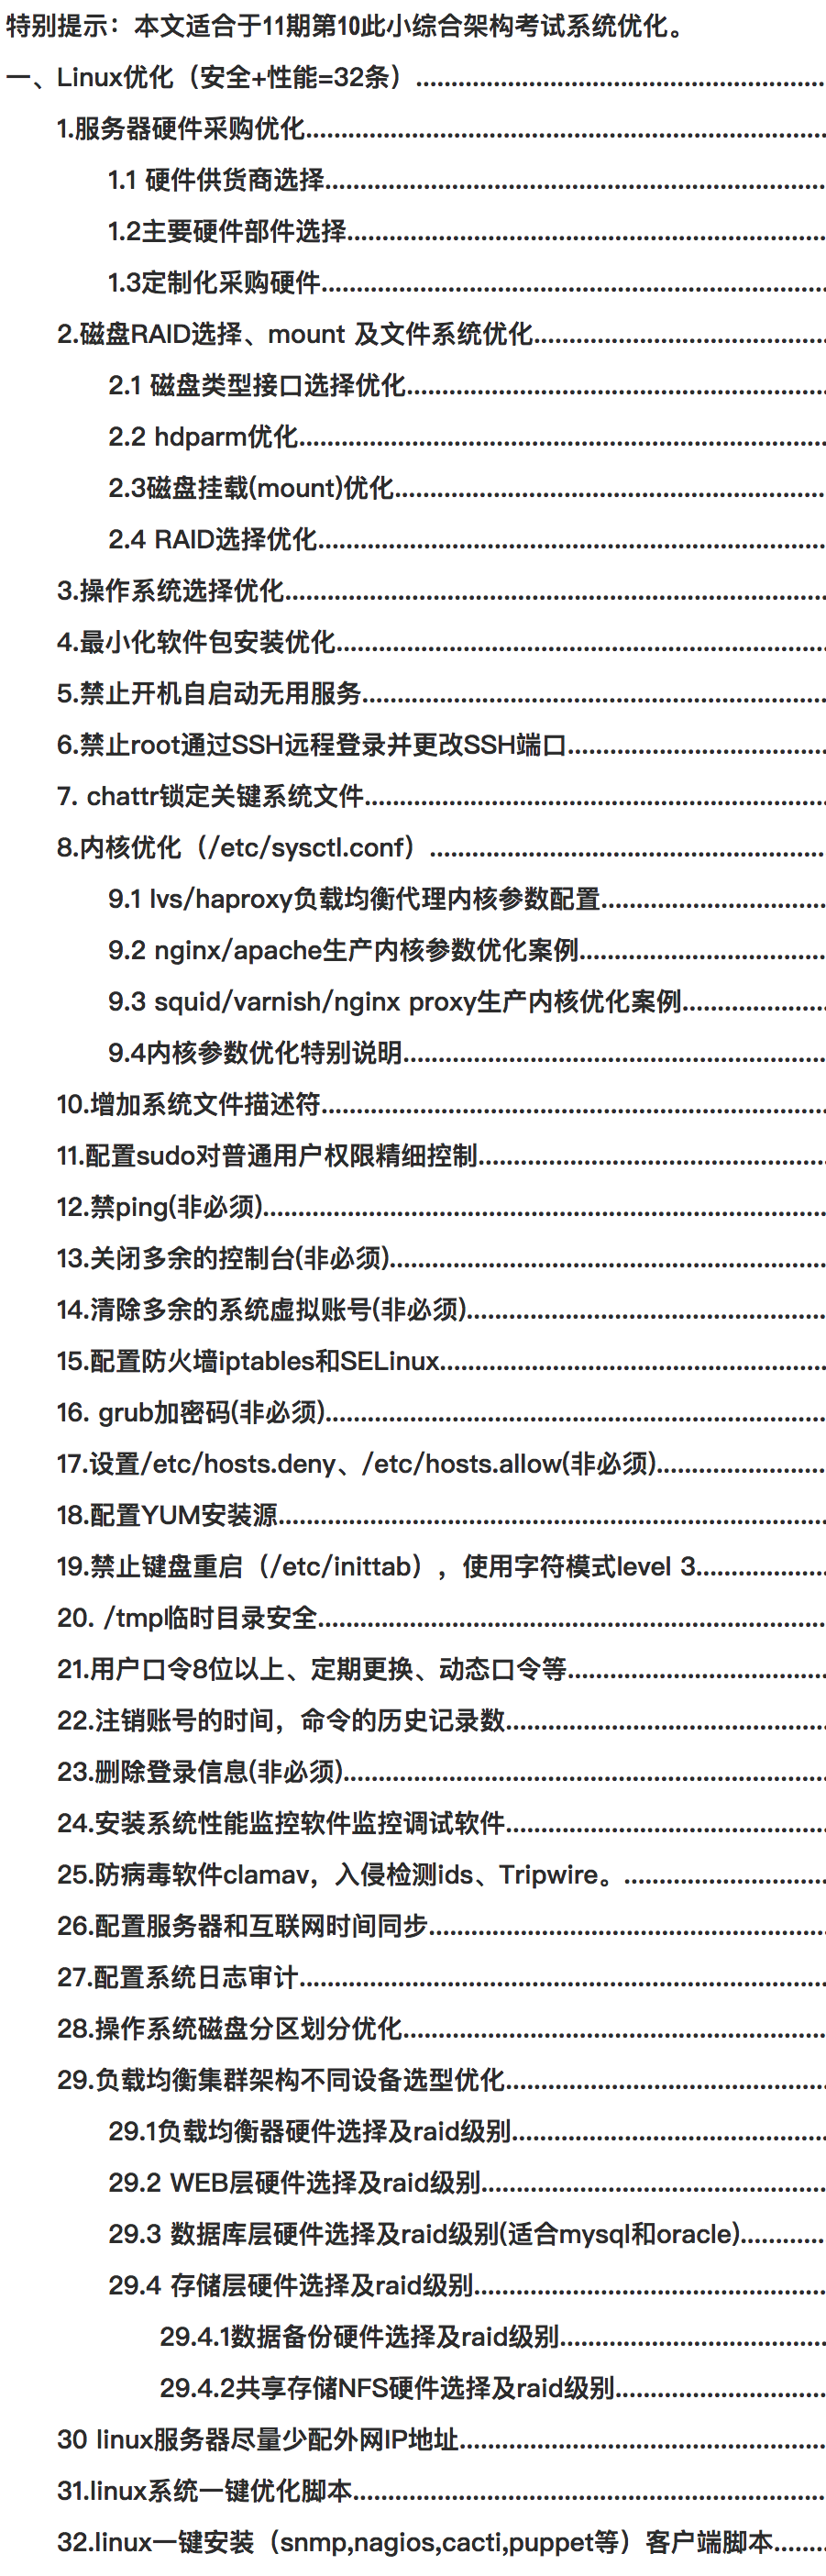 特别提示：本文适合于11期第10此小综合架构考试系统优化。
一、Linux优化（安全+性能=32条）................................................
1.服务器硬件采购优化................................................
1.1 硬件供货商选择................................................
1.2主要硬件部件选择................................................
1.3定制化采购硬件................................................
2.磁盘RAID选择、mount 及文件系统优化................................................
2.1 磁盘类型接口选择优化................................................
2.2 hdparm优化................................................
2.3磁盘挂载(mount)优化................................................
2.4 RAID选择优化................................................
3.操作系统选择优化................................................
4.最小化软件包安装优化................................................
5.禁止开机自启动无用服务................................................
6.禁止root通过SSH远程登录并更改SSH端口................................................
7. chattr锁定关键系统文件................................................
8.内核优化（/etc/sysctl.conf）................................................
9.1 lvs/haproxy负载均衡代理内核参数配置................................................
9.2 nginx/apache生产内核参数优化案例................................................
9.3 squid/varnish/nginx proxy生产内核优化案例........................
9.4内核参数优化特别说明................................................
10.增加系统文件描述符................................................
11.配置sudo对普通用户权限精细控制................................................
12.禁ping(非必须)................................................
13.关闭多余的控制台(非必须)................................................
14.清除多余的系统虚拟账号(非必须)................................................
15.配置防火墙iptables和SELinux................................................
16. grub加密码(非必须)................................................
17.设置/etc/hosts.deny、/etc/hosts.allow(非必须)............................
18.配置YUM安装源................................................
19.禁止键盘重启（/etc/inittab），使用字符模式level 3......................
20. /tmp临时目录安全................................................
21.用户口令8位以上、定期更换、动态口令等................................................
22.注销账号的时间，命令的历史记录数................................................
23.删除登录信息(非必须)................................................
24.安装系统性能监控软件监控调试软件................................................
25.防病毒软件clamav，入侵检测ids、Tripwire。................................
26.配置服务器和互联网时间同步................................................
27.配置系统日志审计................................................
28.操作系统磁盘分区划分优化................................................
29.负载均衡集群架构不同设备选型优化................................................
29.1负载均衡器硬件选择及raid级别................................................
29.2 WEB层硬件选择及raid级别................................................
29.3 数据库层硬件选择及raid级别(适合mysql和oracle)..............
29.4 存储层硬件选择及raid级别................................................
29.4.1数据备份硬件选择及raid级别................................................
29.4.2共享存储NFS硬件选择及raid级别....................................
30 linux服务器尽量少配外网IP地址................................................
31.linux系统一键优化脚本................................................
32.linux一键安装（snmp,nagios,cacti,puppet等）客户端脚本........